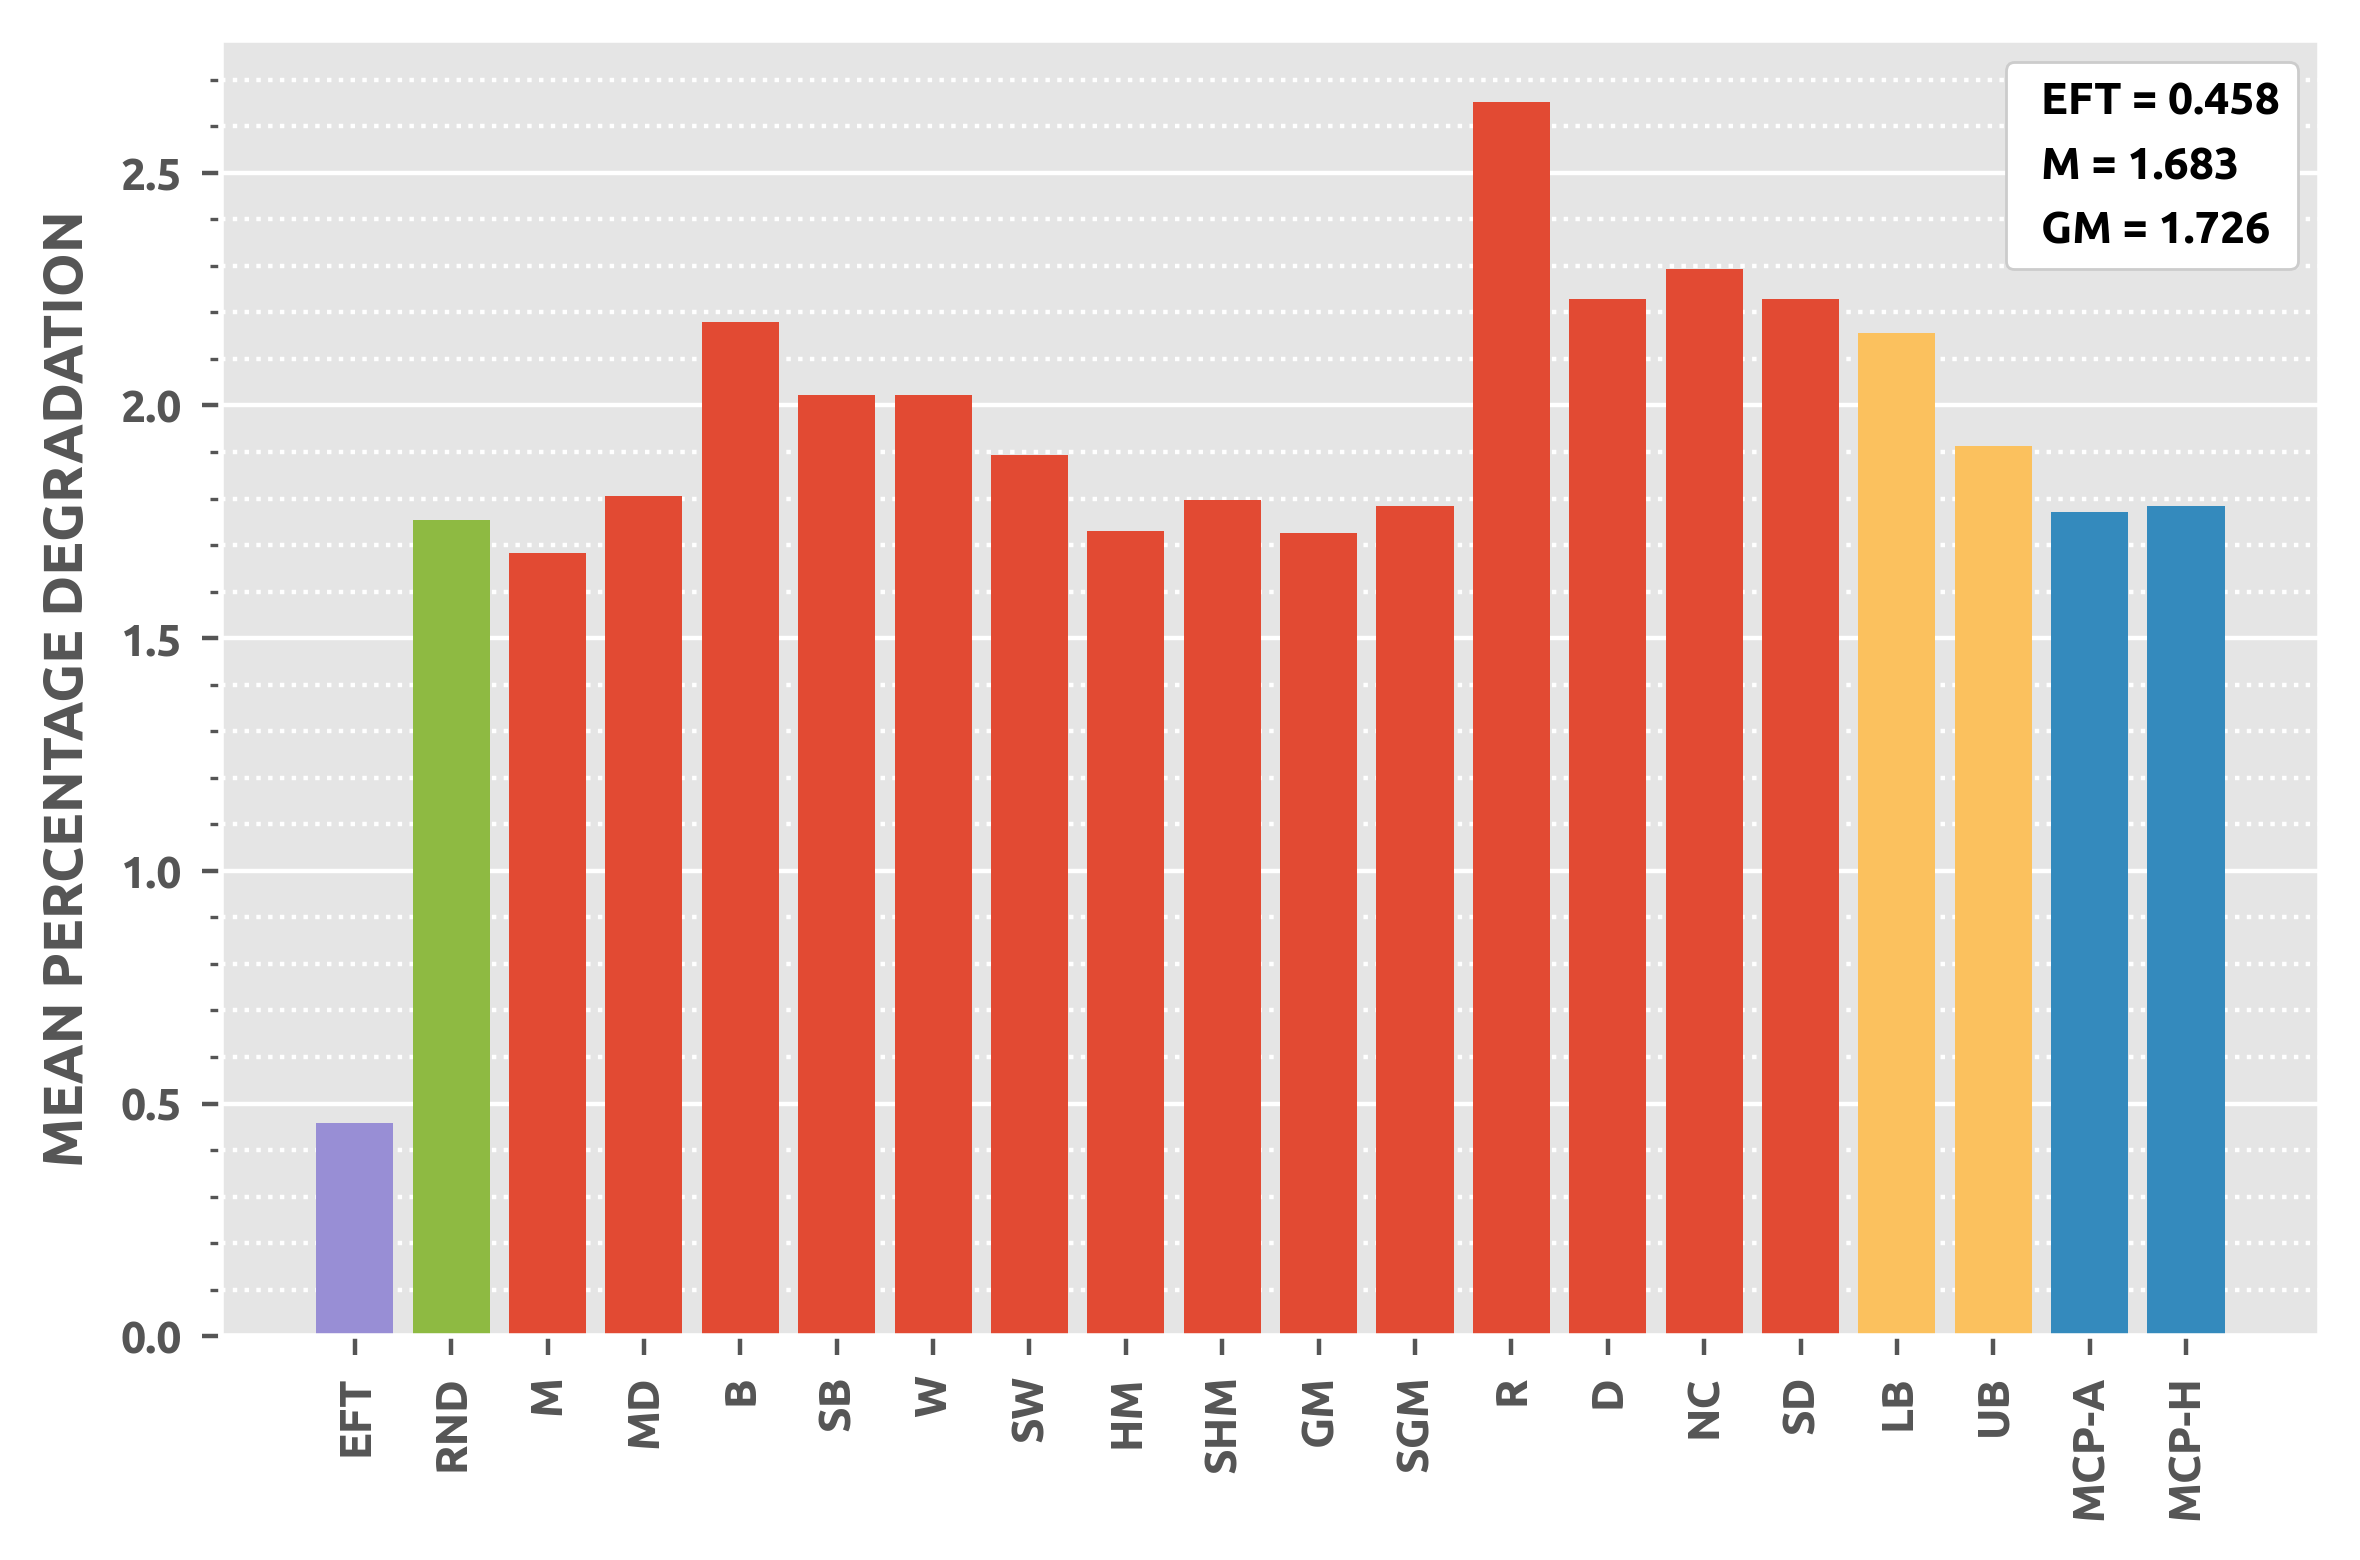 EFT = 0.458
M = 1.683
GM = 1.726
MEAN PERCENTAGE DEGRADATION
2.5
2.0
1.5
1.0
0.5
0.0
EFT
RND
M
MD
B
SB
W
SW
HM
SHM
GM
SGM
R
D
NC
SD
LB
UB
MCP-A
MCP-H